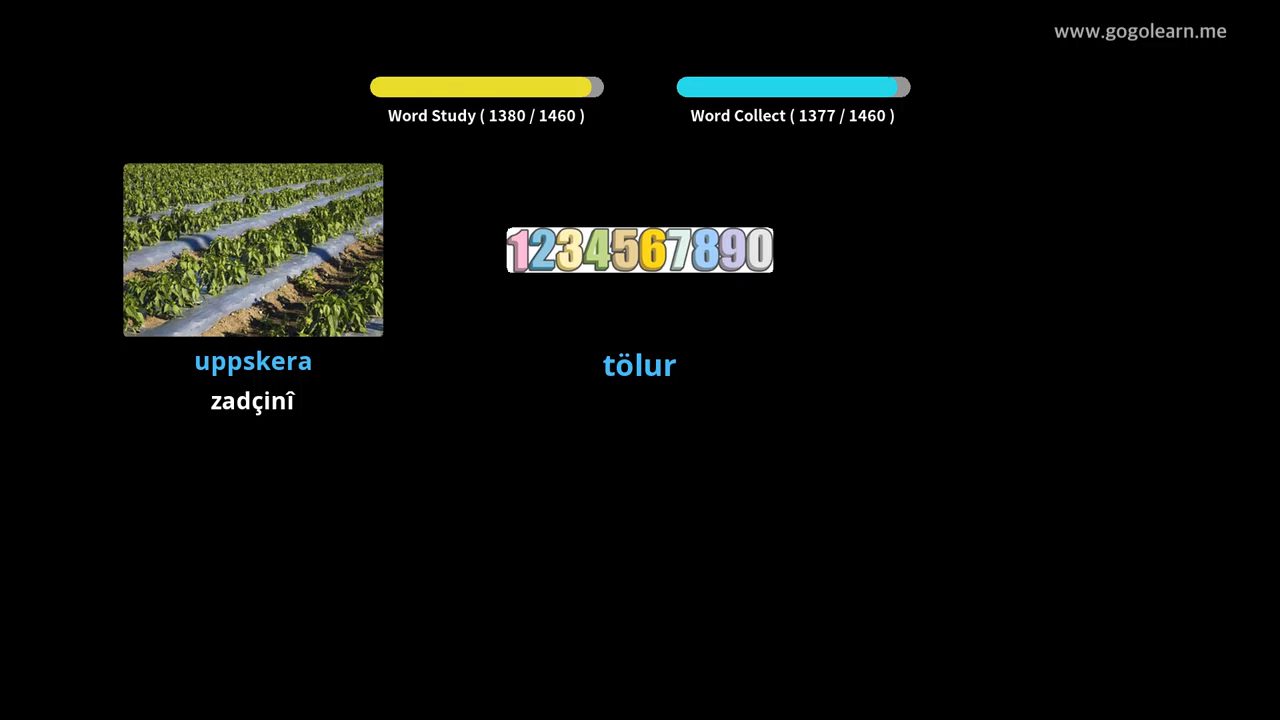 www.gogolearn.me
Word Study ( 1380 / 1460 )
Word Collect ( 1377 / 1460 )
1234567890
uppskera
zadçinî
tölur